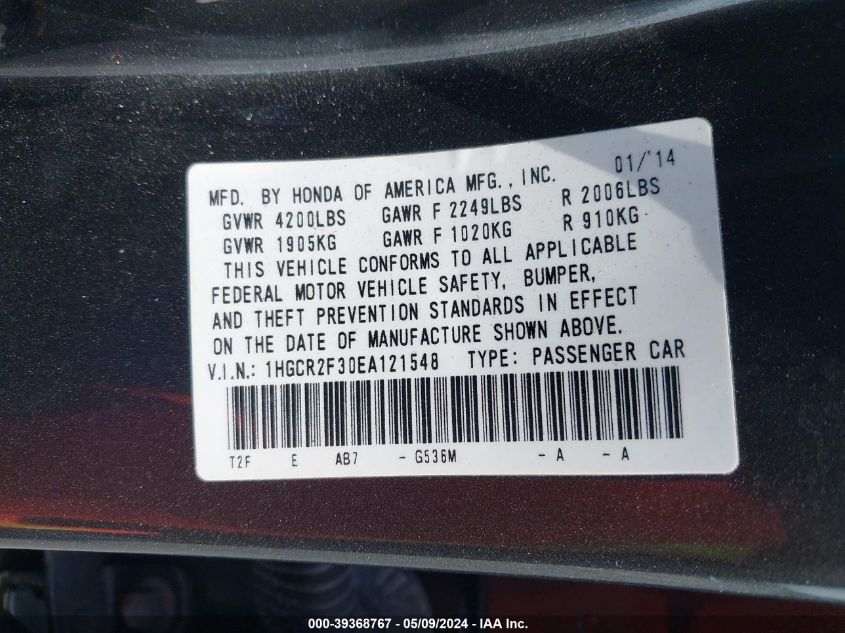 01/'14
MFD. BY HONDA OF AMERICA MFG., INC.
GVWR 4200LBS GAWR F 2249LBS R 2006LBS
GVWR 1905KG GAWR F 1020KG R 910KG
THIS VEHICLE CONFORMS TO ALL APPLICABLE
FEDERAL MOTOR VEHICLE SAFETY, BUMPER,
AND THEFT PREVENTION STANDARDS IN EFFECT
ON THE DATE OF MANUFACTURE SHOWN ABOVE.
V.I.N.: 1HGCR2F30EA121548 TYPE: PASSENGER CAR
T2F E AB7 - G536M - A - A
000-39368767 - 05/09/2024 - IAA Inc.